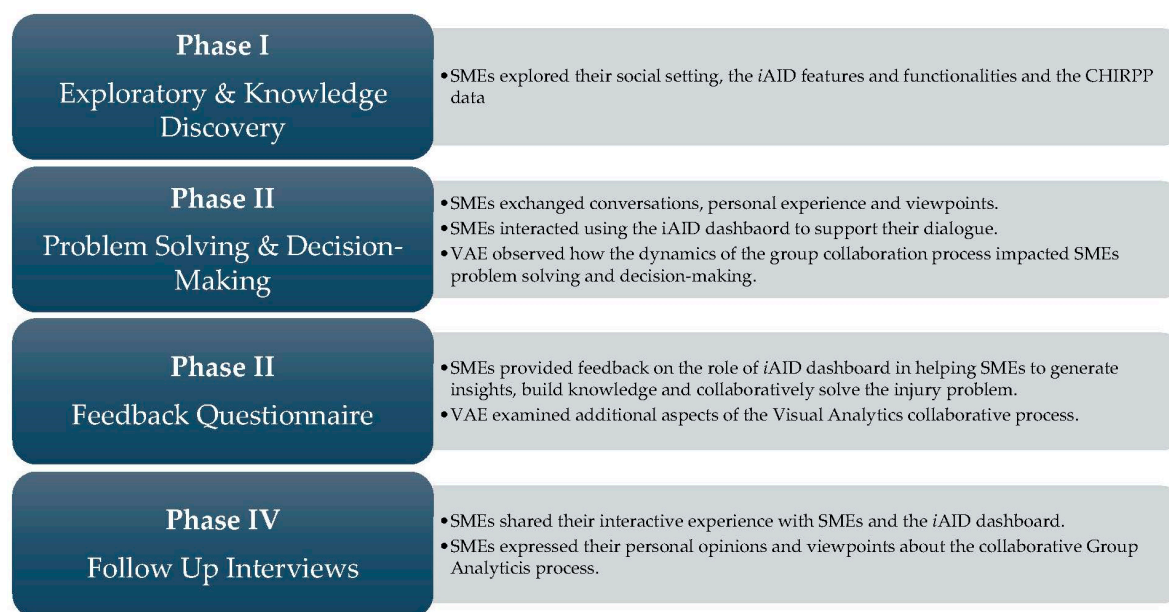 Phase I
Exploratory & Knowledge
Discovery
•SMEs explored their social setting, the iAID features and functionalities and the CHIRPP
data
Phase II
Problem Solving & Decision-
Making
•SMEs exchanged conversations, personal experience and viewpoints.
•SMEs interacted using the iAID dashbaord to support their dialogue.
•VAE observed how the dynamics of the group collaboration process impacted SMEs
problem solving and decision-making.
Phase II
Feedback Questionnaire
•SMEs provided feedback on the role of iAID dashboard in helping SMEs to generate
insights, build knowledge and collaboratively solve the injury problem.
•VAE examined additional aspects of the Visual Analytics collaborative process.
Phase IV
Follow Up Interviews
•SMEs shared their interactive experience with SMEs and the iAID dashboard.
•SMEs expressed their personal opinions and viewpoints about the collaborative Group
Analyticis process.